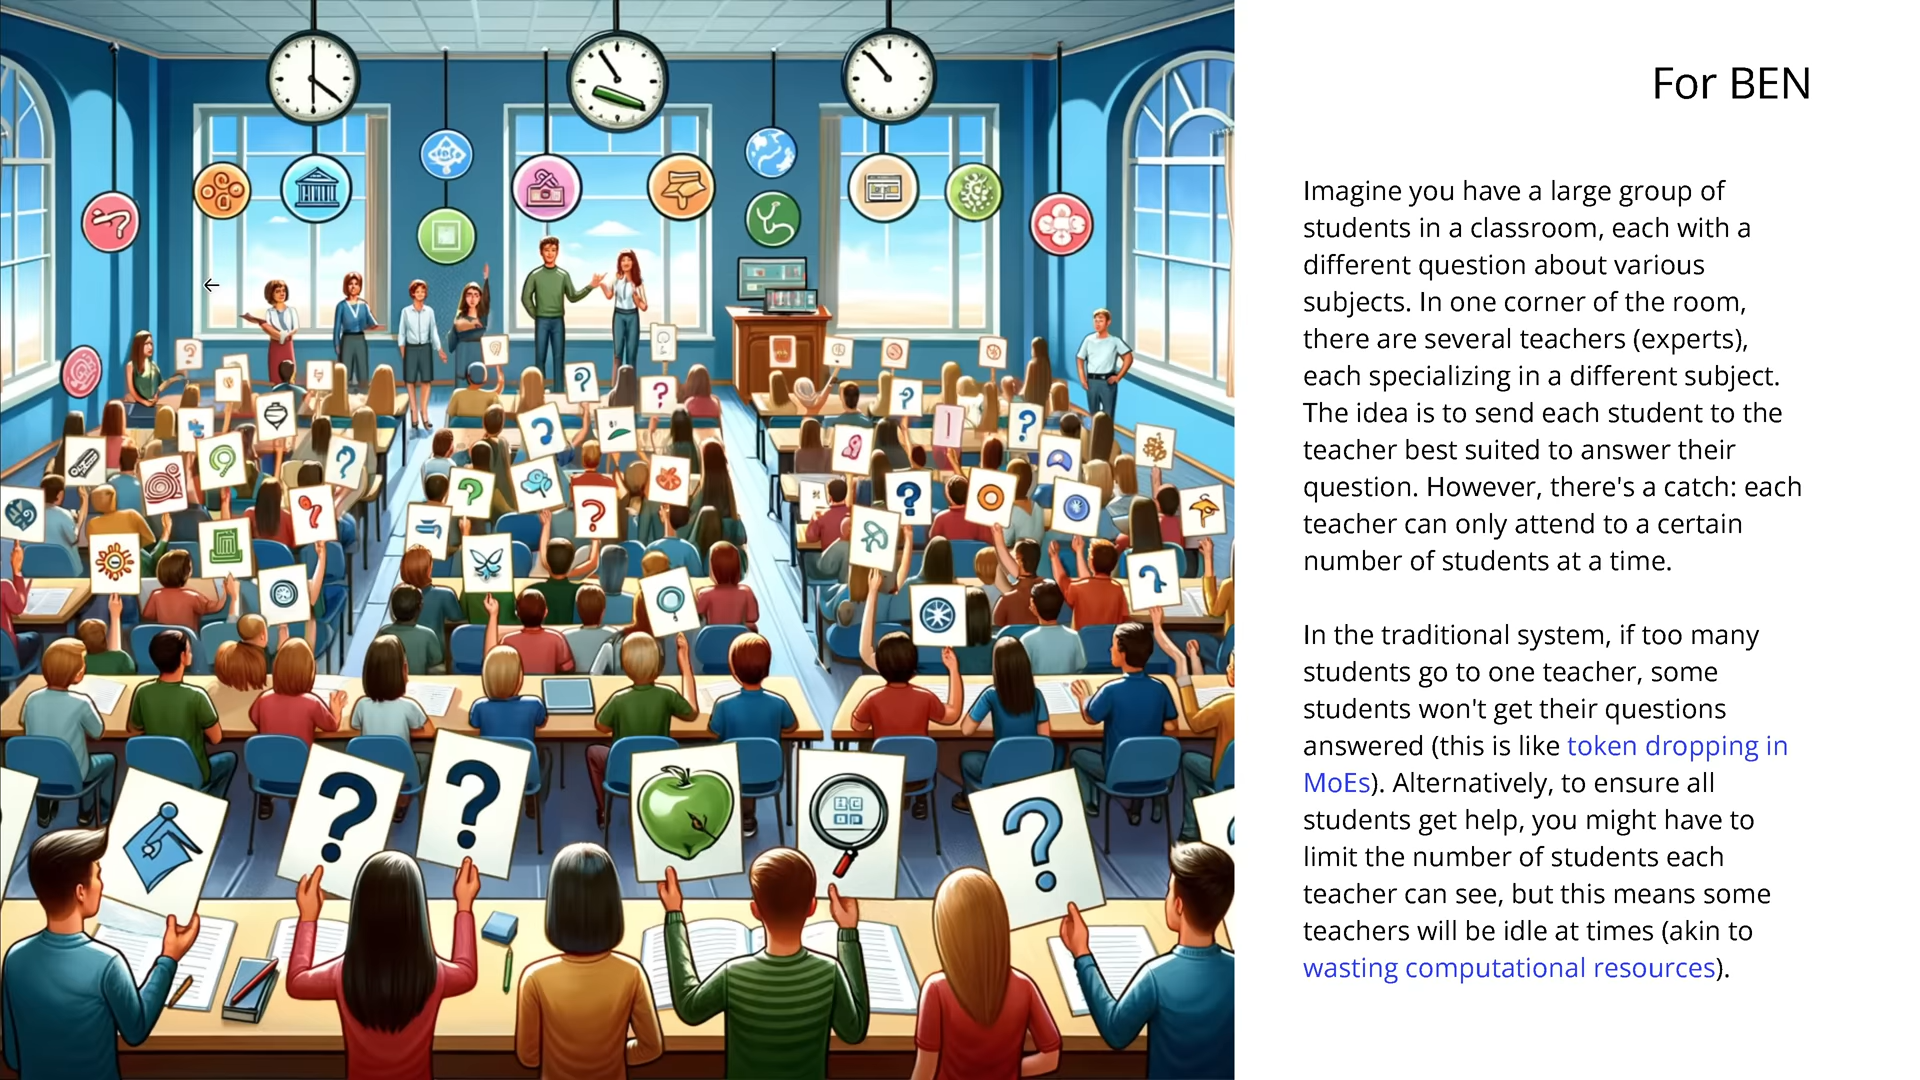 For BEN
Imagine you have a large group of
students in a classroom, each with a
different question about various
subjects. In one corner of the room,
there are several teachers (experts),
each specializing in a different subject.
The idea is to send each student to the
teacher best suited to answer their
question. However, there's a catch: each
teacher can only attend to a certain
number of students at a time.
In the traditional system, if too many
students go to one teacher, some
students won't get their questions
answered (this is like token dropping in
MoEs). Alternatively, to ensure all
students get help, you might have to
limit the number of students each
teacher can see, but this means some
teachers will be idle at times (akin to
wasting computational resources).